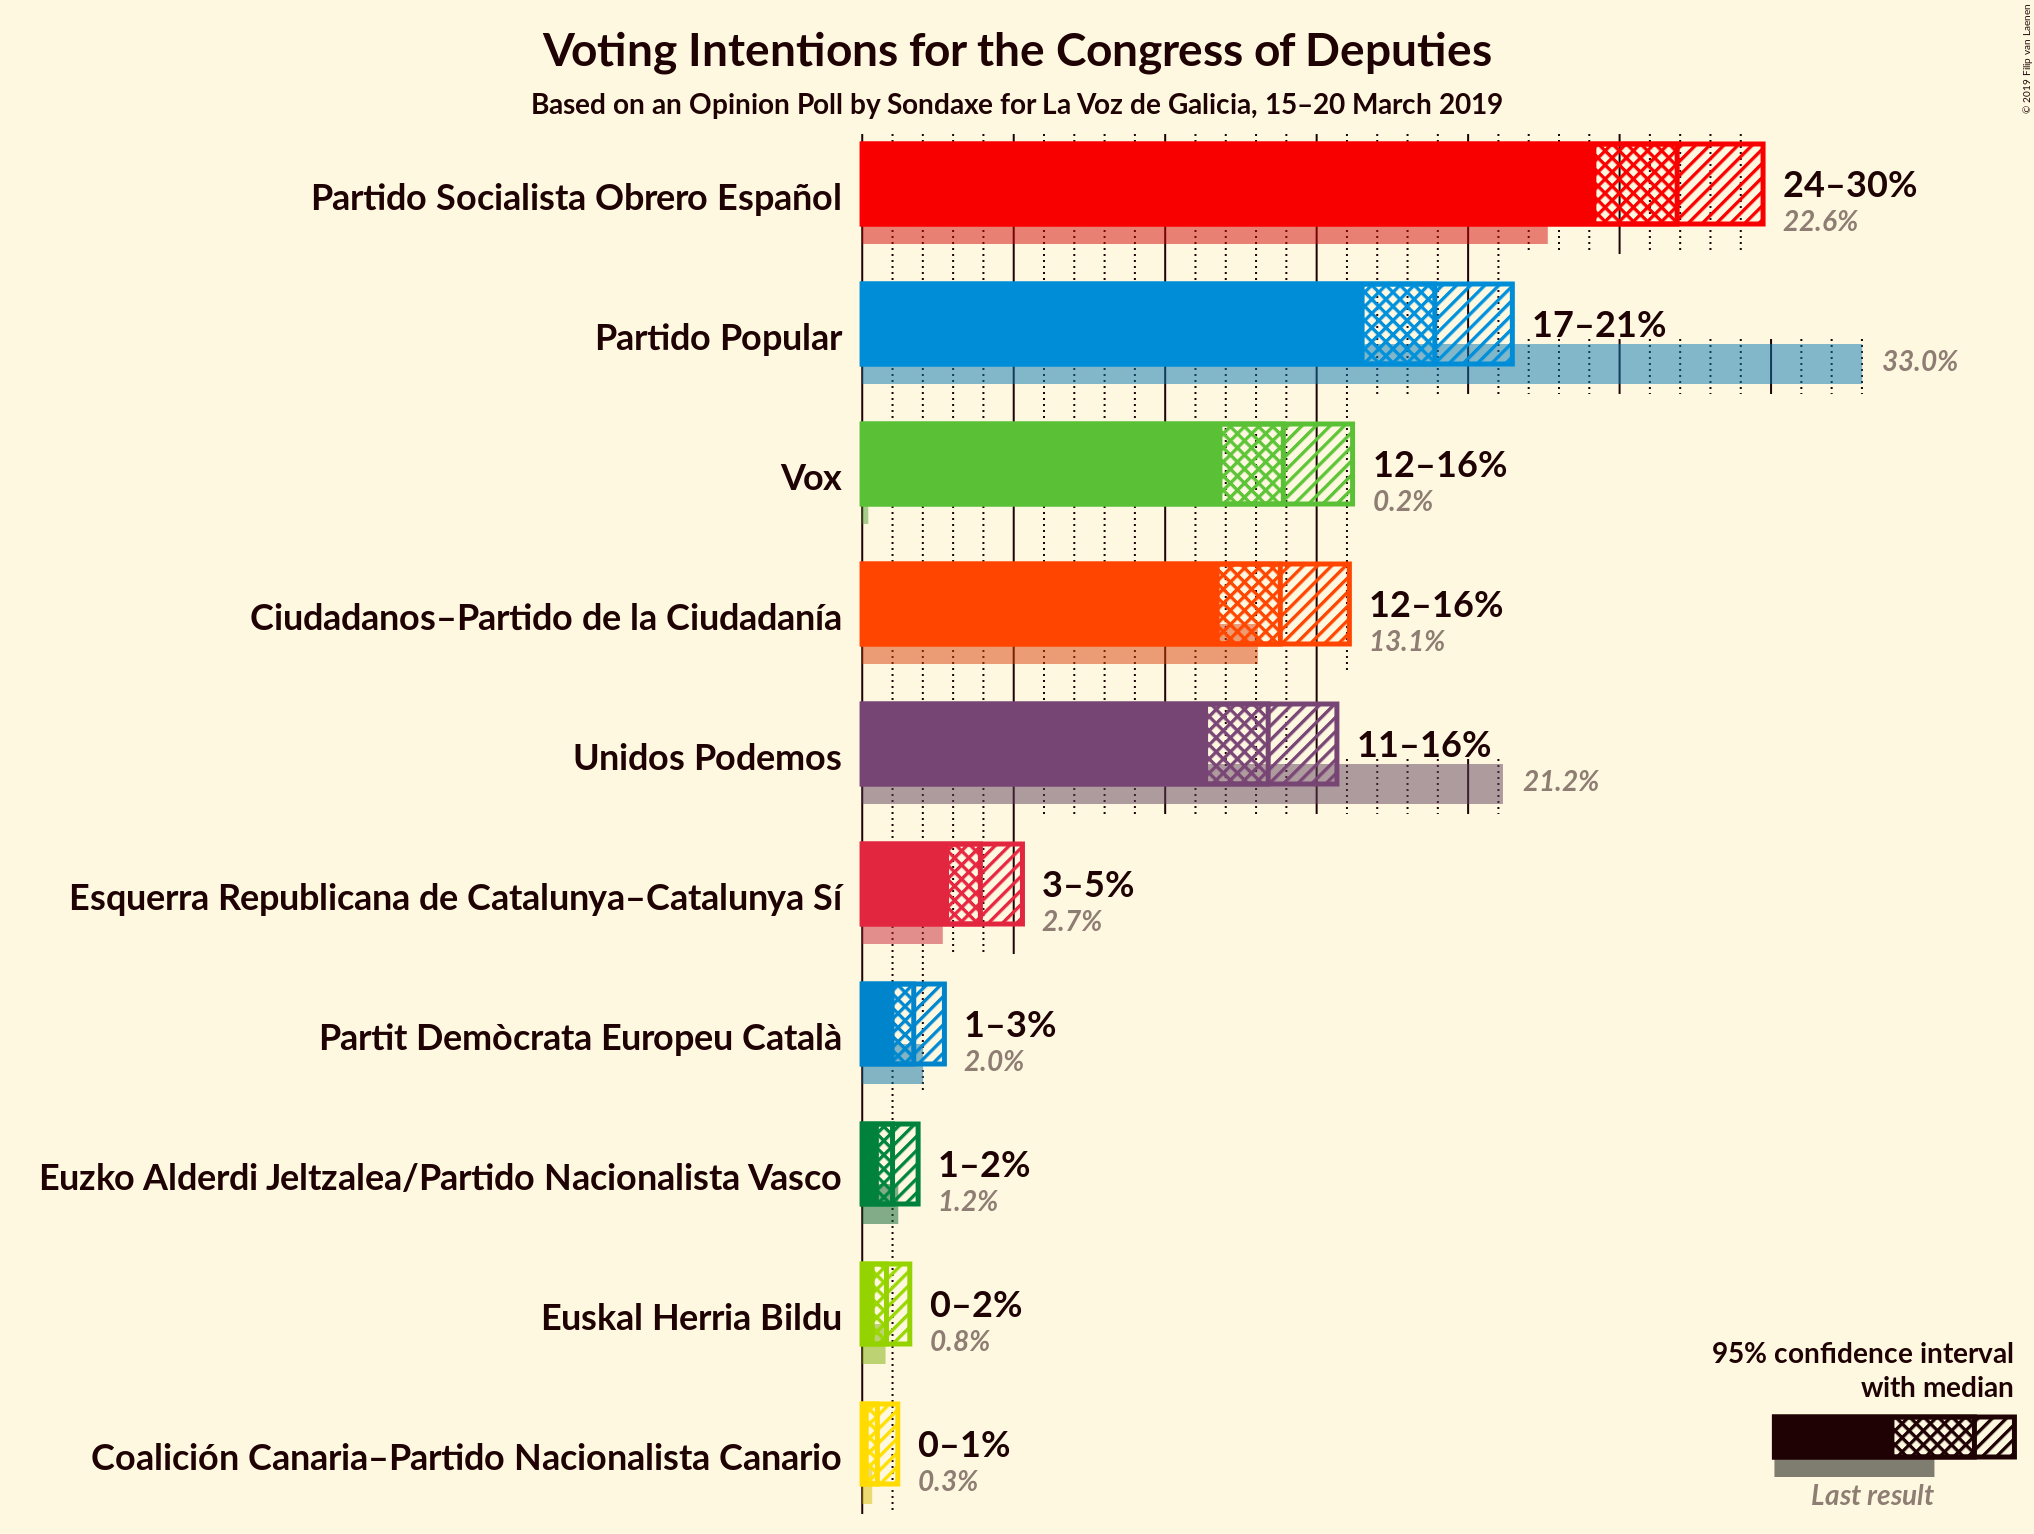 Voting Intentions for the Congress of Deputies
Based on an Opinion Poll by Sondaxe for La Voz de Galicia, 15–20 March 2019
© 2019 Filip van Laenen
Partido Socialista Obrero Español
24–30%
22.6%
Partido Popular
17–21%
33.0%
Vox
12–16%
0.2%
Ciudadanos–Partido de la Ciudadanía
12–16%
13.1%
Unidos Podemos
11–16%
21.2%
Esquerra Republicana de Catalunya–Catalunya Sí
3–5%
2.7%
Partit Demòcrata Europeu Català
1–3%
2.0%
Euzko Alderdi Jeltzalea/Partido Nacionalista Vasco
1–2%
1.2%
Euskal Herria Bildu
0–2%
0.8%
Coalición Canaria–Partido Nacionalista Canario
0–1%
0.3%
95% confidence interval
with median
Last result